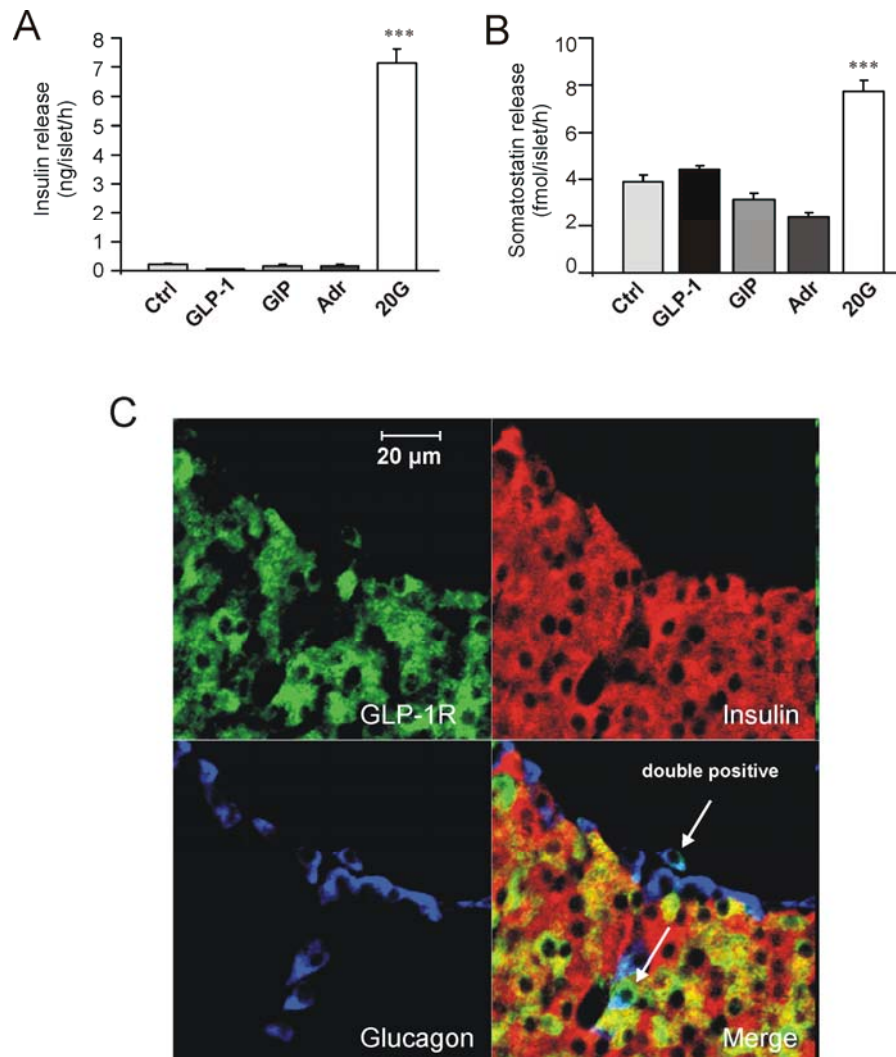 A
Insulin release
(ng/islet/h)
8
7
6
5
4
3
2
1
0
***
Ctrl
GLP-1
GIP
Adr
20G
B
Somatostatin release
(fmol/islet/h)
10
8
6
4
2
0
***
Ctrl
GLP-1
GIP
Adr
20G
C
20 µm
GLP-1R
Insulin
double positive
Glucagon
Merge